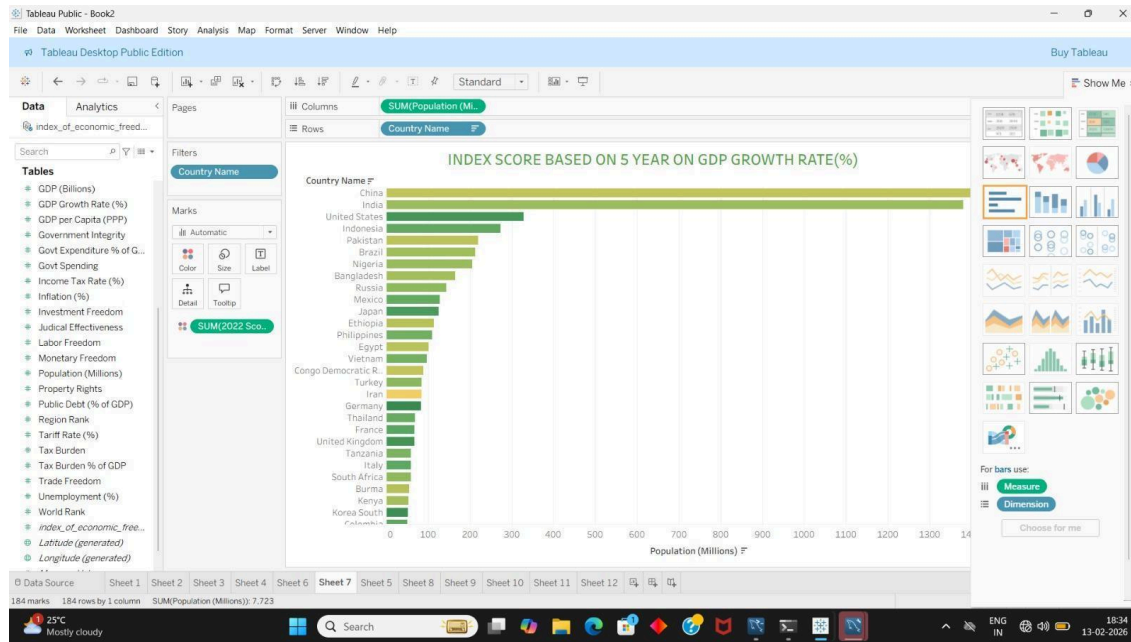 Tableau Public - Book2
File Data Worksheet Dashboard Story Analysis Map Format Server Window Help
Tableau Desktop Public Edition
Buy Tableau
Standard
Show Me
Data Analytics
index_of_economic_freed...
Search
Tables
GDP (Billions)
GDP Growth Rate (%)
GDP per Capita (PPP)
Government Integrity
Govt Expenditure % of G...
Govt Spending
Income Tax Rate (%)
Inflation (%)
Investment Freedom
Judical Effectiveness
Labor Freedom
Monetary Freedom
Population (Millions)
Property Rights
Public Debt (% of GDP)
Region Rank
Tariff Rate (%)
Tax Burden
Tax Burden % of GDP
Trade Freedom
Unemployment (%)
World Rank
index_of_economic_free...
Latitude (generated)
Longitude (generated)
Pages
Filters
Country Name
Marks
Automatic
Color Size Label
Detail Tooltip
SUM(2022 Sco..
Columns SUM(Population (Mi..
Rows Country Name
INDEX SCORE BASED ON 5 YEAR ON GDP GROWTH RATE(%)
Country Name
China
India
United States
Indonesia
Pakistan
Brazil
Nigeria
Bangladesh
Russia
Mexico
Japan
Ethiopia
Philippines
Egypt
Vietnam
Congo Democratic R...
Turkey
Iran
Germany
Thailand
France
United Kingdom
Tanzania
Italy
South Africa
Burma
Kenya
Korea South
Colombia
0 100 200 300 400 500 600 700 800 900 1000 1100 1200 1300 14
Population (Millions)
For bars use:
Measure
Dimension
Choose for me
Data Source Sheet 1 Sheet 2 Sheet 3 Sheet 4 Sheet 6 Sheet 7 Sheet 5 Sheet 8 Sheet 9 Sheet 10 Sheet 11 Sheet 12
184 marks 184 rows by 1 column SUM(Population (Millions)): 7.723
1
25°C
Mostly cloudy
Search
ENG
IN
18:34
13-02-2026